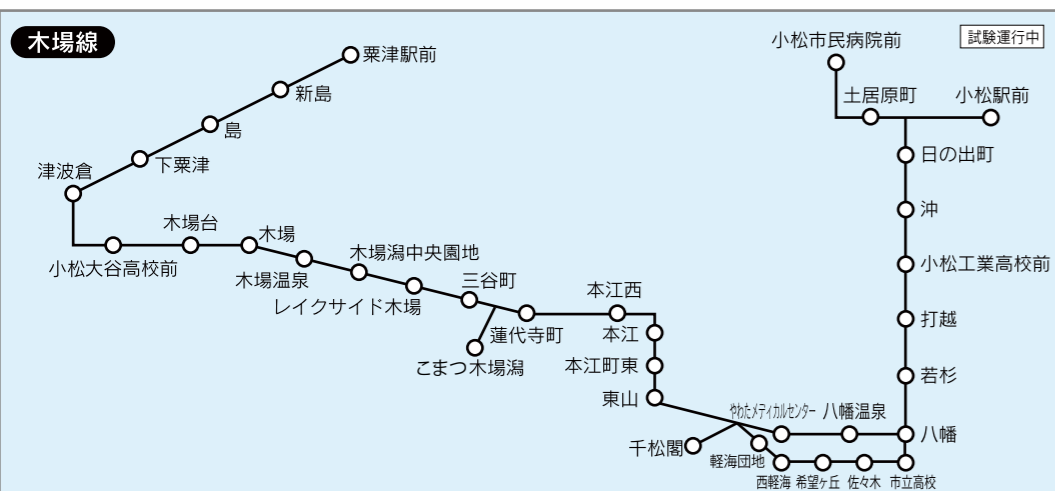 木場線
試験運行中
粟津駅前
新島
島
下粟津
津波倉
小松大谷高校前
木場台
木場
木場温泉
木場潟中央園地
レイクサイド木場
三谷町
こまつ木場潟
蓮代寺町
本江西
本江
本江町東
東山
千松閣
やわたメディカルセンター
八幡温泉
八幡
軽海団地
西軽海
希望ヶ丘
佐々木
市立高校
若杉
打越
小松工業高校前
沖
日の出町
小松駅前
土居原町
小松市民病院前